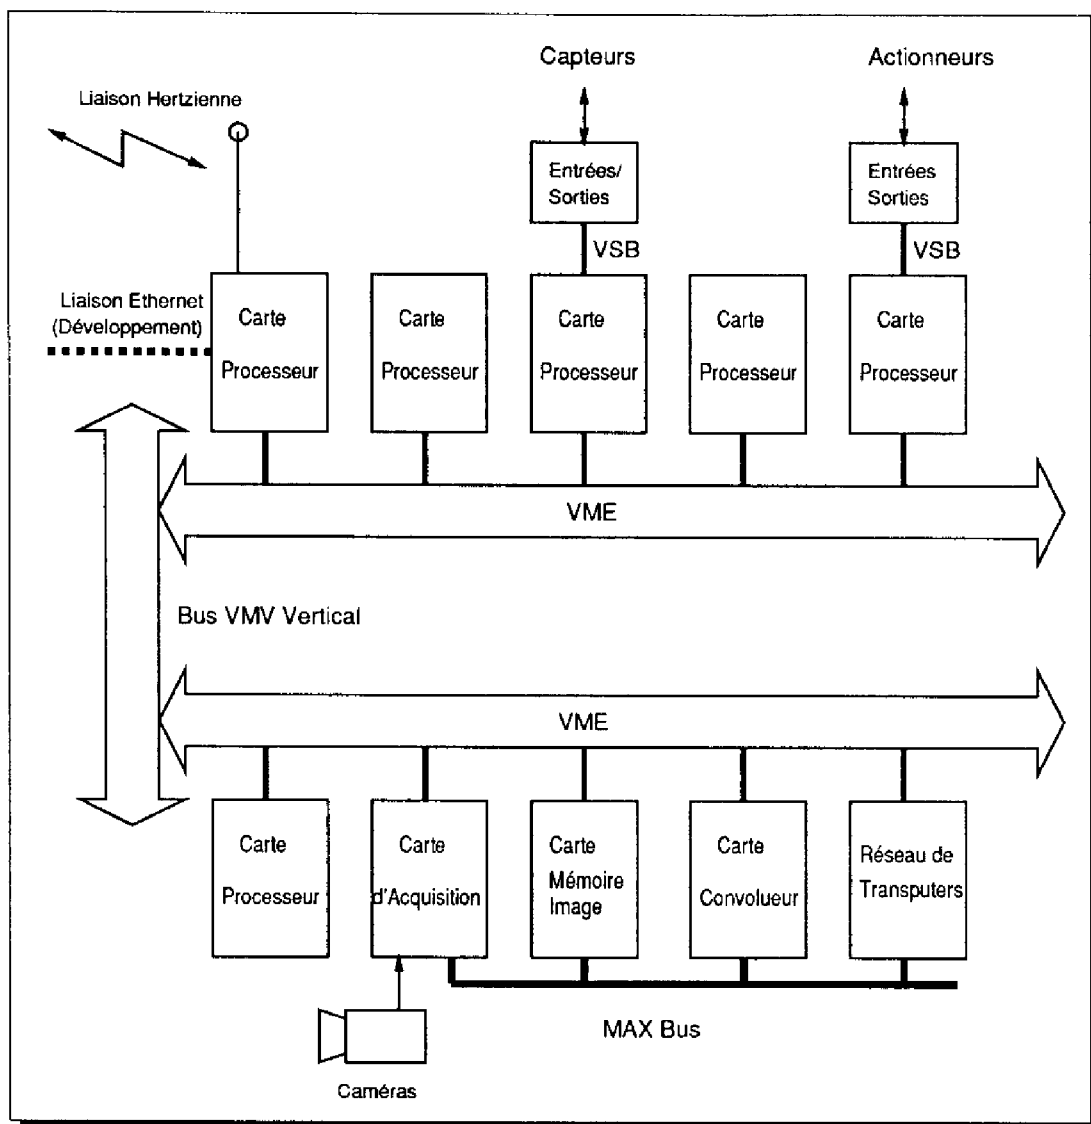 Capteurs
Actionneurs
Liaison Hertzienne
Entrées/
Sorties
Entrées
Sorties
VSB
VSB
Liaison Ethernet
(Développement)
Carte
Processeur
Carte
Processeur
Carte
Processeur
Carte
Processeur
Carte
Processeur
VME
Bus VMV Vertical
VME
Carte
Processeur
Carte
d'Acquisition
Carte
Mémoire
Image
Carte
Convolueur
Réseau de
Transputers
MAX Bus
Caméras